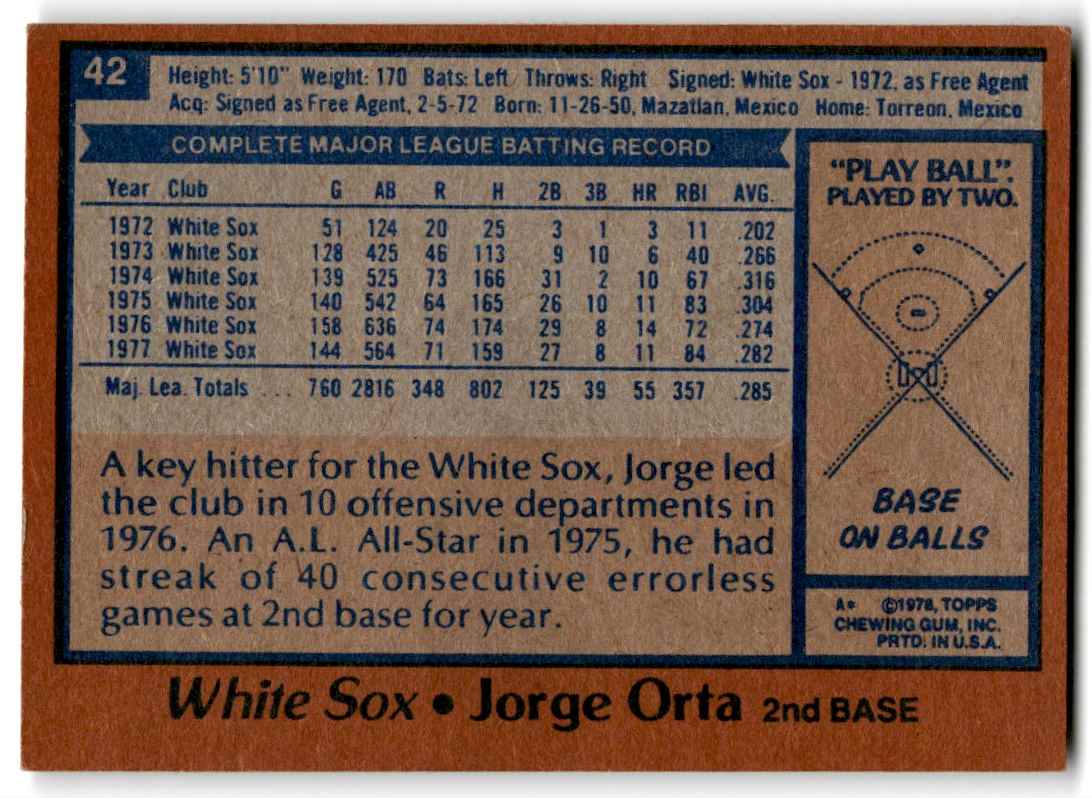 42
Height: 5'10" Weight: 170 Bats: Left Throws: Right Signed: White Sox - 1972, as Free Agent
Acq: Signed as Free Agent, 2-5-72 Born: 11-26-50, Mazatlan, Mexico Home: Torreon, Mexico
COMPLETE MAJOR LEAGUE BATTING RECORD
Year Club G AB R H 2B 3B HR RBI AVG.
1972 White Sox 51 124 20 25 3 1 3 11 .202
1973 White Sox 128 425 46 113 9 10 6 40 .266
1974 White Sox 139 525 73 166 31 2 10 67 .316
1975 White Sox 140 542 64 165 26 10 11 83 .304
1976 White Sox 158 636 74 174 29 8 14 72 .274
1977 White Sox 144 564 71 159 27 8 11 84 .282
Maj. Lea. Totals ... 760 2816 348 802 125 39 55 357 .285
A key hitter for the White Sox, Jorge led
the club in 10 offensive departments in
1976. An A.L. All-Star in 1975, he had
streak of 40 consecutive errorless
games at 2nd base for year.
"PLAY BALL".
PLAYED BY TWO.
BASE
ON BALLS
A* ©1978, TOPPS
CHEWING GUM, INC.
PRTD. IN U.S.A.
White Sox • Jorge Orta 2nd BASE